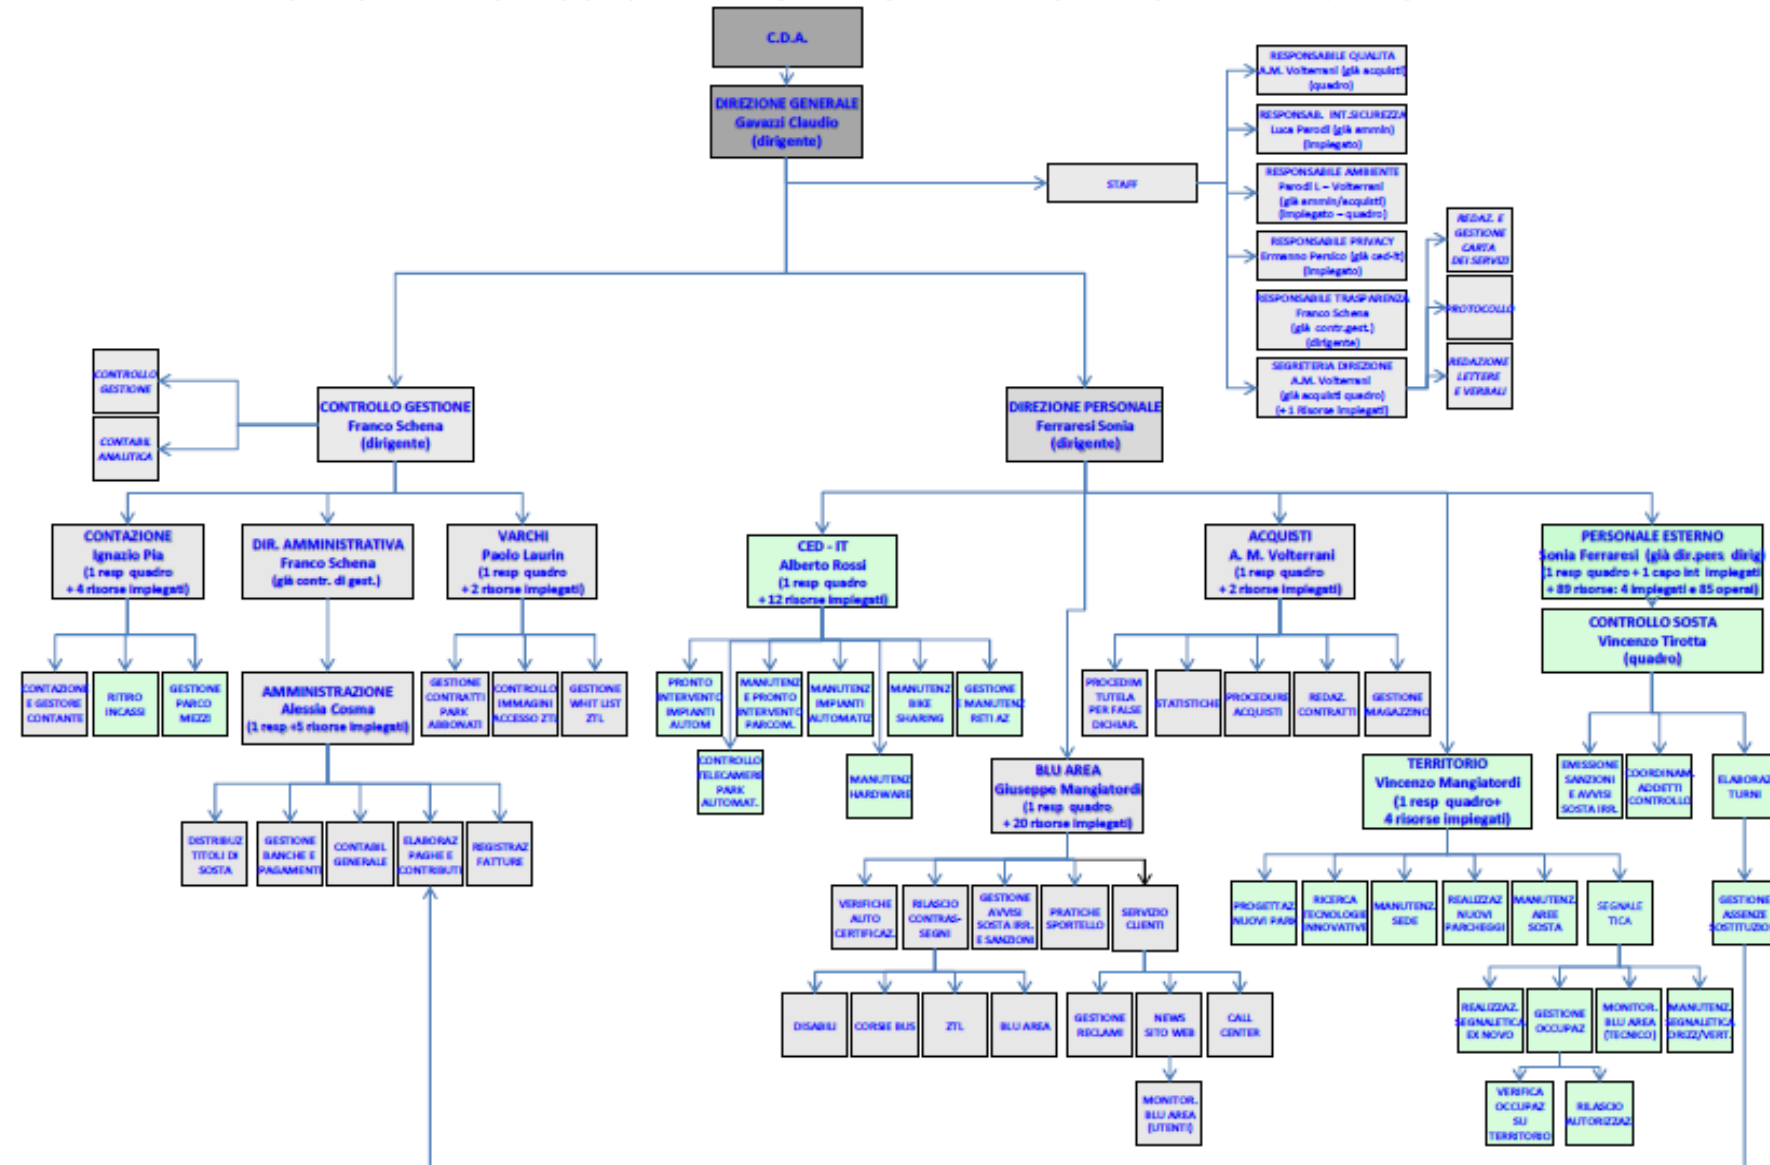 C.D.A.
DIREZIONE GENERALE
Gavazzi Claudio
(dirigente)
STAFF
RESPONSABILE QUALITA
A.M. Volterrani (già acquisti)
(quadro)
RESPONSAB. INT.SICUREZZA
Luca Parodi (già ammin)
(impiegato)
RESPONSABILE AMBIENTE
Parodi L – Volterrani
(già ammin/acquisti)
(impiegato – quadro)
RESPONSABILE PRIVACY
Ermanno Persico (già ced-it)
(impiegato)
RESPONSABILE TRASPARENZA
Franco Schena
(già contr.gest.)
(dirigente)
SEGRETERIA DIREZIONE
A.M. Volterrani
(già acquisti quadro)
(+ 1 Risorse impiegati)
REDAZ. E
GESTIONE
CARTA
DEI SERVIZI
PROTOCOLLO
REDAZIONE
LETTERE
E VERBALI
CONTROLLO
GESTIONE
CONTABIL
ANALITICA
CONTROLLO GESTIONE
Franco Schena
(dirigente)
DIREZIONE PERSONALE
Ferraresi Sonia
(dirigente)
CONTAZIONE
Ignazio Pia
(1 resp quadro
+ 4 risorse impiegati)
DIR. AMMINISTRATIVA
Franco Schena
(già contr. di gest.)
VARCHI
Paolo Laurin
(1 resp quadro
+ 2 risorse impiegati)
CED - IT
Alberto Rossi
(1 resp quadro
+ 12 risorse impiegati)
ACQUISTI
A. M. Volterrani
(1 resp quadro
+ 2 risorse impiegati)
PERSONALE ESTERNO
Sonia Ferraresi (già dir.pers dirig)
(1 resp quadro + 1 capo int impiegati
+ 89 risorse: 4 impiegati e 85 operai)
CONTROLLO SOSTA
Vincenzo Tirotta
(quadro)
CONTAZIONE
E GESTORE
CONTANTE
RITIRO
INCASSI
GESTIONE
PARCO
MEZZI
AMMINISTRAZIONE
Alessia Cosma
(1 resp +5 risorse impiegati)
GESTIONE
CONTRATTI
PARK
ABBONATI
CONTROLLO
IMMAGINI
ACCESSO ZTL
GESTIONE
WHIT LIST
ZTL
PRONTO
INTERVENTO
IMPIANTI
AUTOM
MANUTENZ
E PRONTO
INTERVENTO
PARCOM.
MANUTENZ
IMPIANTI
AUTOMATIZ
MANUTENZ
BIKE
SHARING
GESTIONE
E MANUTENZ
RETI AZ
CONTROLLO
TELECAMERE
PARK
AUTOMAT.
MANUTENZ
HARDWARE
PROCEDIM
TUTELA
PER FALSE
DICHIAR.
STATISTICHE
PROCEDURE
ACQUISTI
REDAZ.
CONTRATTI
GESTIONE
MAGAZZINO
BLU AREA
Giuseppe Mangiatordi
(1 resp quadro
+ 20 risorse impiegati)
TERRITORIO
Vincenzo Mangiatordi
(1 resp quadro+
4 risorse impiegati)
EMISSIONE
SANZIONI
E AVVISI
SOSTA IRR.
COORDINAM.
ADDETTI
CONTROLLO
ELABORAZ
TURNI
DISTRIBUZ
TITOLI DI
SOSTA
GESTIONE
BANCHE E
PAGAMENTI
CONTABIL
GENERALE
ELABORAZ
PAGHE E
CONTRIBUTI
REGISTRAZ
FATTURE
VERIFICHE
AUTO
CERTIFICAZ.
RILASCIO
CONTRAS-
SEGNI
GESTIONE
AVVISI
SOSTA IRR.
E SANZIONI
PRATICHE
SPORTELLO
SERVIZIO
CLIENTI
PROGETTAZ.
NUOVI PARK
RICERCA
TECNOLOGIE
INNOVATIVE
MANUTENZ.
SEDE
REALIZZAZ
NUOVI
PARCHEGGI
MANUTENZ.
AREE
SOSTA
SEGNALE
TICA
GESTIONE
ASSENZE
SOSTITUZIONI
DISABILI
CORSIE BUS
ZTL
BLU AREA
GESTIONE
RECLAMI
NEWS
SITO WEB
CALL
CENTER
REALIZZAZ.
SEGNALETICA
EX NOVO
GESTIONE
OCCUPAZ
MONITOR.
BLU AREA
(TECNICO)
MANUTENZ.
SEGNALETICA
ORIZZ/VERT.
MONITOR.
BLU AREA
(UTENTI)
VERIFICA
OCCUPAZ
SU
TERRITORIO
RILASCIO
AUTORIZZAZ